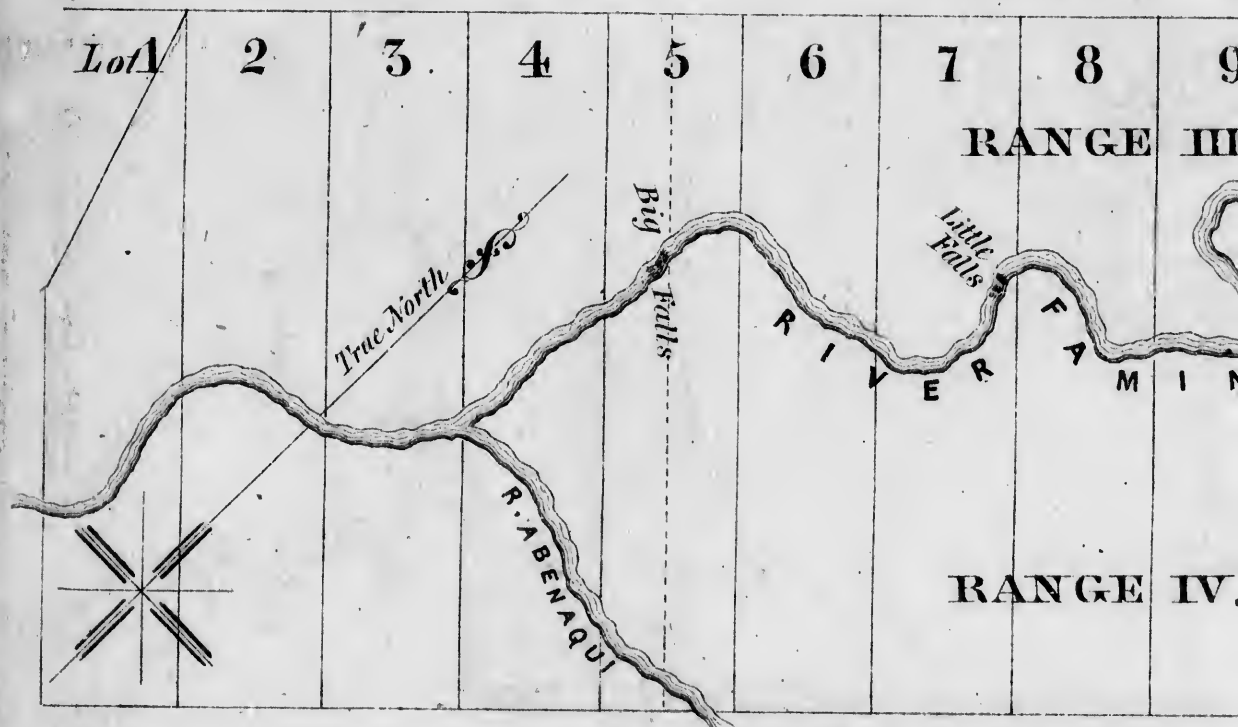 Lot 1 2 3. 4 5 6 7 8 9
RANGE III
Big
Falls
Little
Falls
True North
RIVER FAMIN
R. ABENAQUI
RANGE IV.